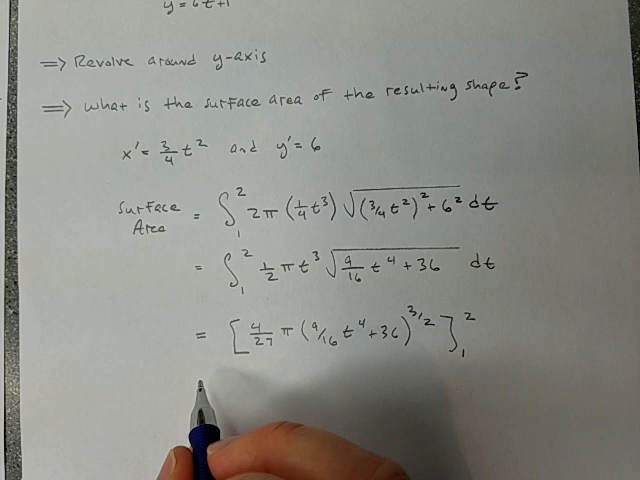 y = 6t+1
=> Revolve around y-axis
=> What is the surface area of the resulting shape?
x' = 3/4 t² and y' = 6
Surface Area = ∫₁² 2π (1/4 t³) √((3/4 t²)² + 6²) dt
= ∫₁² 1/2 π t³ √(9/16 t⁴ + 36) dt
= [4/27 π (9/16 t⁴ + 36)^(3/2)]₁²